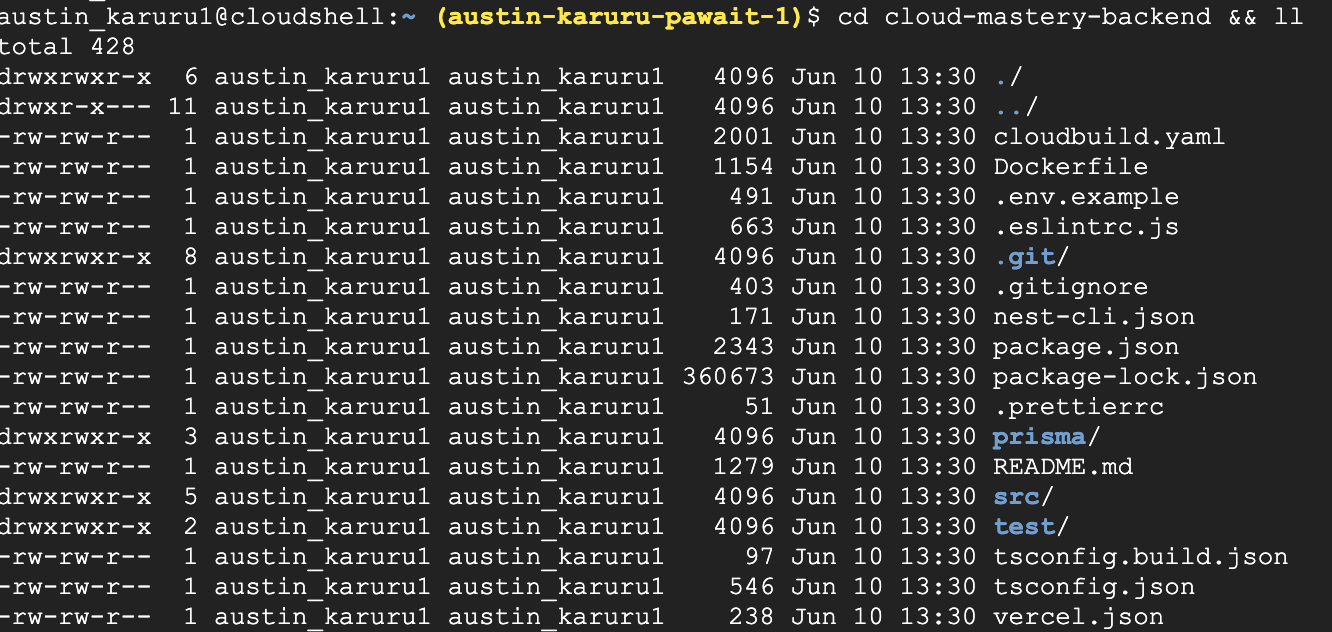 austin_karuru1@cloudshell:~ (austin-karuru-pawait-1)$ cd cloud-mastery-backend && ll
total 428
drwxrwxr-x  6 austin_karuru1 austin_karuru1   4096 Jun 10 13:30 ./
drwxr-x--- 11 austin_karuru1 austin_karuru1   4096 Jun 10 13:30 ../
-rw-rw-r--  1 austin_karuru1 austin_karuru1   2001 Jun 10 13:30 cloudbuild.yaml
-rw-rw-r--  1 austin_karuru1 austin_karuru1   1154 Jun 10 13:30 Dockerfile
-rw-rw-r--  1 austin_karuru1 austin_karuru1    491 Jun 10 13:30 .env.example
-rw-rw-r--  1 austin_karuru1 austin_karuru1    663 Jun 10 13:30 .eslintrc.js
drwxrwxr-x  8 austin_karuru1 austin_karuru1   4096 Jun 10 13:30 .git/
-rw-rw-r--  1 austin_karuru1 austin_karuru1    403 Jun 10 13:30 .gitignore
-rw-rw-r--  1 austin_karuru1 austin_karuru1    171 Jun 10 13:30 nest-cli.json
-rw-rw-r--  1 austin_karuru1 austin_karuru1   2343 Jun 10 13:30 package.json
-rw-rw-r--  1 austin_karuru1 austin_karuru1 360673 Jun 10 13:30 package-lock.json
-rw-rw-r--  1 austin_karuru1 austin_karuru1     51 Jun 10 13:30 .prettierrc
drwxrwxr-x  3 austin_karuru1 austin_karuru1   4096 Jun 10 13:30 prisma/
-rw-rw-r--  1 austin_karuru1 austin_karuru1   1279 Jun 10 13:30 README.md
drwxrwxr-x  5 austin_karuru1 austin_karuru1   4096 Jun 10 13:30 src/
drwxrwxr-x  2 austin_karuru1 austin_karuru1   4096 Jun 10 13:30 test/
-rw-rw-r--  1 austin_karuru1 austin_karuru1     97 Jun 10 13:30 tsconfig.build.json
-rw-rw-r--  1 austin_karuru1 austin_karuru1    546 Jun 10 13:30 tsconfig.json
-rw-rw-r--  1 austin_karuru1 austin_karuru1    238 Jun 10 13:30 vercel.json